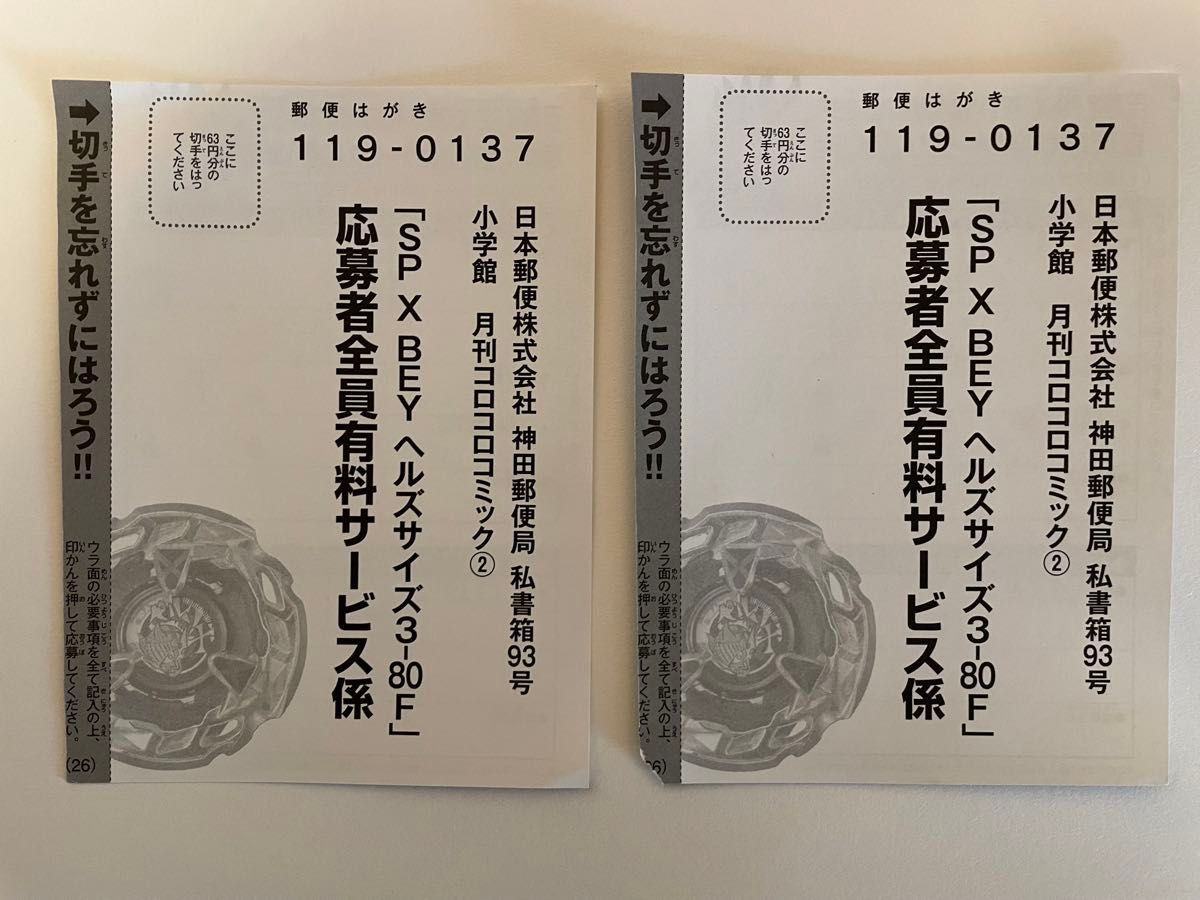 郵便はがき
119-0137
日本郵便株式会社 神田郵便局 私書箱93号
小学館 月刊コロコロコミック②
「SP X BEY ヘルズサイズ3-80F」
応募者全員有料サービス係
ここに
63円分の
切手をはっ
てください
➡切手を忘れずにはろう!!
ウラ面の必要事項を全て記入の上、
印かんを押して応募してください。
(26)
郵便はがき
119-0137
日本郵便株式会社 神田郵便局 私書箱93号
小学館 月刊コロコロコミック②
「SP X BEY ヘルズサイズ3-80F」
応募者全員有料サービス係
ここに
63円分の
切手をはっ
てください
➡切手を忘れずにはろう!!
ウラ面の必要事項を全て記入の上、
印かんを押して応募してください。
6)